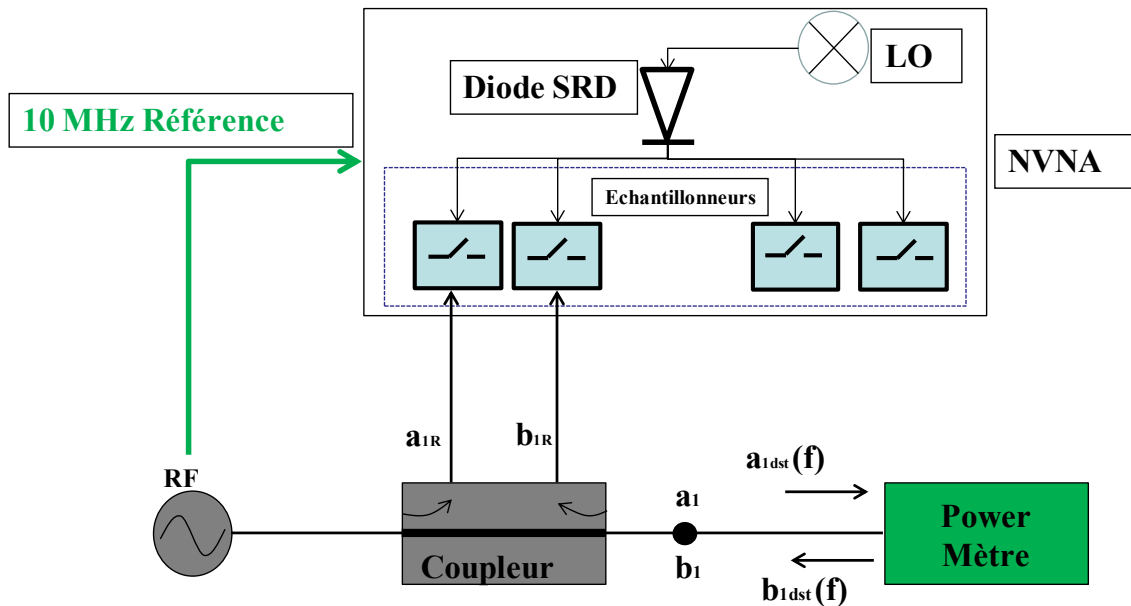 LO
Diode SRD
10 MHz Référence
NVNA
Echantillonneurs
a1R
b1R
a1dst(f)
RF
a1
Power
Mètre
Coupleur
b1
b1dst(f)